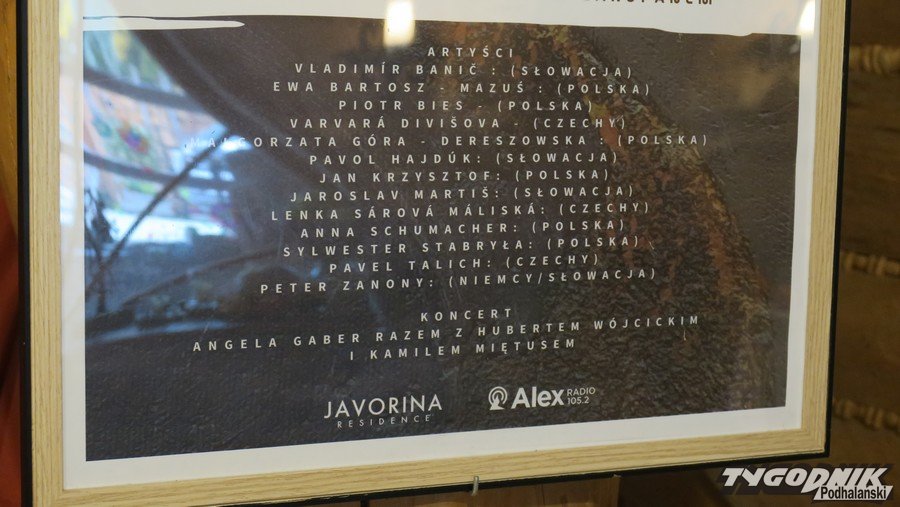 ARTYŚCI
VLADIMÍR BANIČ : (SŁOWACJA)
EWA BARTOSZ - MAZUŚ : (POLSKA)
PIOTR BIES - (POLSKA)
VARVARÁ DIVIŠOVA - (CZECHY)
MAŁGORZATA GÓRA - DERESZOWSKA : (POLSKA)
PAVOL HAJDÚK: (SŁOWACJA)
JAN KRZYSZTOF: (POLSKA)
JAROSLAV MARTIŠ: (SŁOWACJA)
LENKA SÁROVÁ MÁLISKÁ: (CZECHY)
ANNA SCHUMACHER: (POLSKA)
SYLWESTER STABRYŁA: (POLSKA)
PAVEL TALICH: (CZECHY)
PETER ZANONY: (NIEMCY/SŁOWACJA)
KONCERT
ANGELA GABER RAZEM Z HUBERTEM WÓJCICKIM
I KAMILEM MIĘTUSEM
JAVORINA
RESIDENCE
Alex RADIO
105.2
TYGODNIK
Podhalański